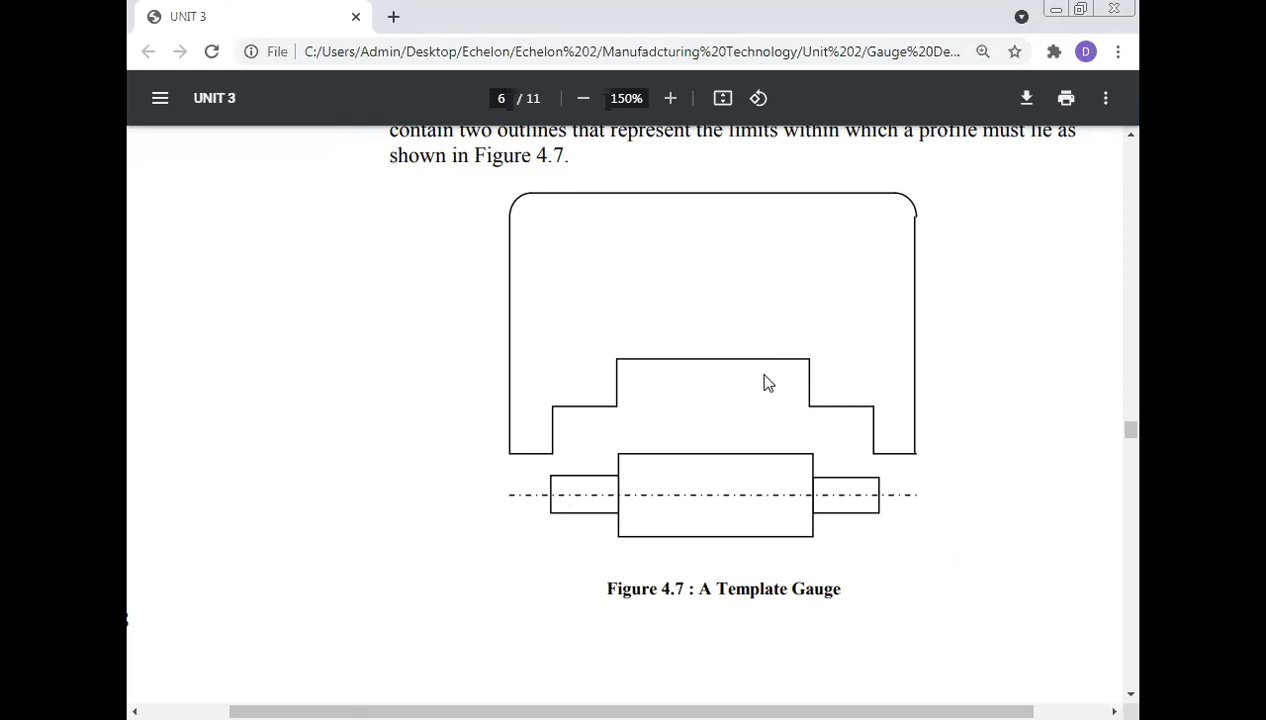 UNIT 3
File
C:/Users/Admin/Desktop/Echelon/Echelon%202/Manufadcturing%20Technology/Unit%202/Gauge%20De...
D
UNIT 3
6 / 11
150%
contain two outlines that represent the limits within which a profile must lie as
shown in Figure 4.7.
Figure 4.7 : A Template Gauge